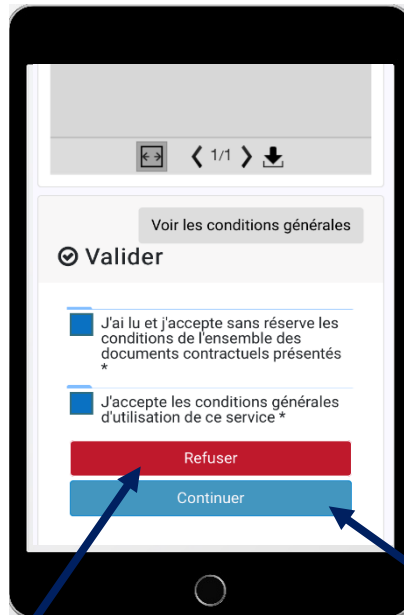 1/1
Voir les conditions générales
Valider
J'ai lu et j'accepte sans réserve les
conditions de l'ensemble des
documents contractuels présentés
*
J'accepte les conditions générales
d'utilisation de ce service *
Refuser
Continuer